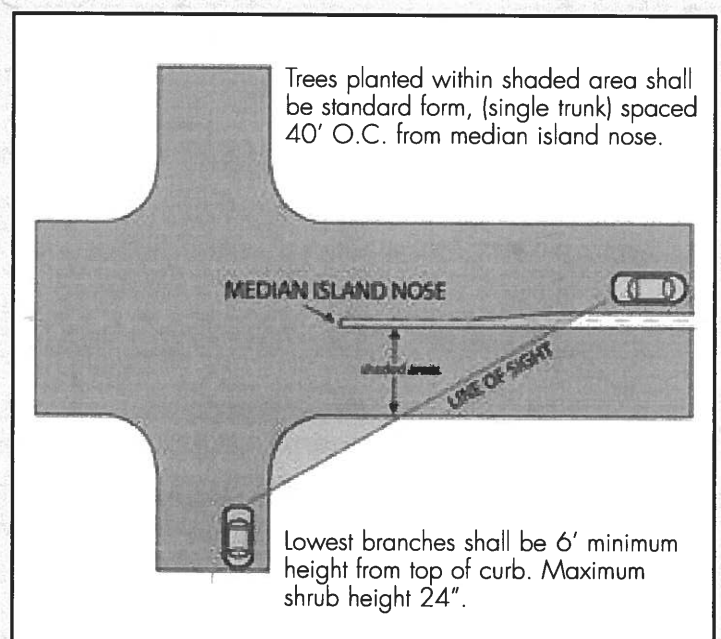 Trees planted within shaded area shall
be standard form, (single trunk) spaced
40' O.C. from median island nose.
MEDIAN ISLAND NOSE
shaded areas
LINE OF SIGHT
Lowest branches shall be 6' minimum
height from top of curb. Maximum
shrub height 24".